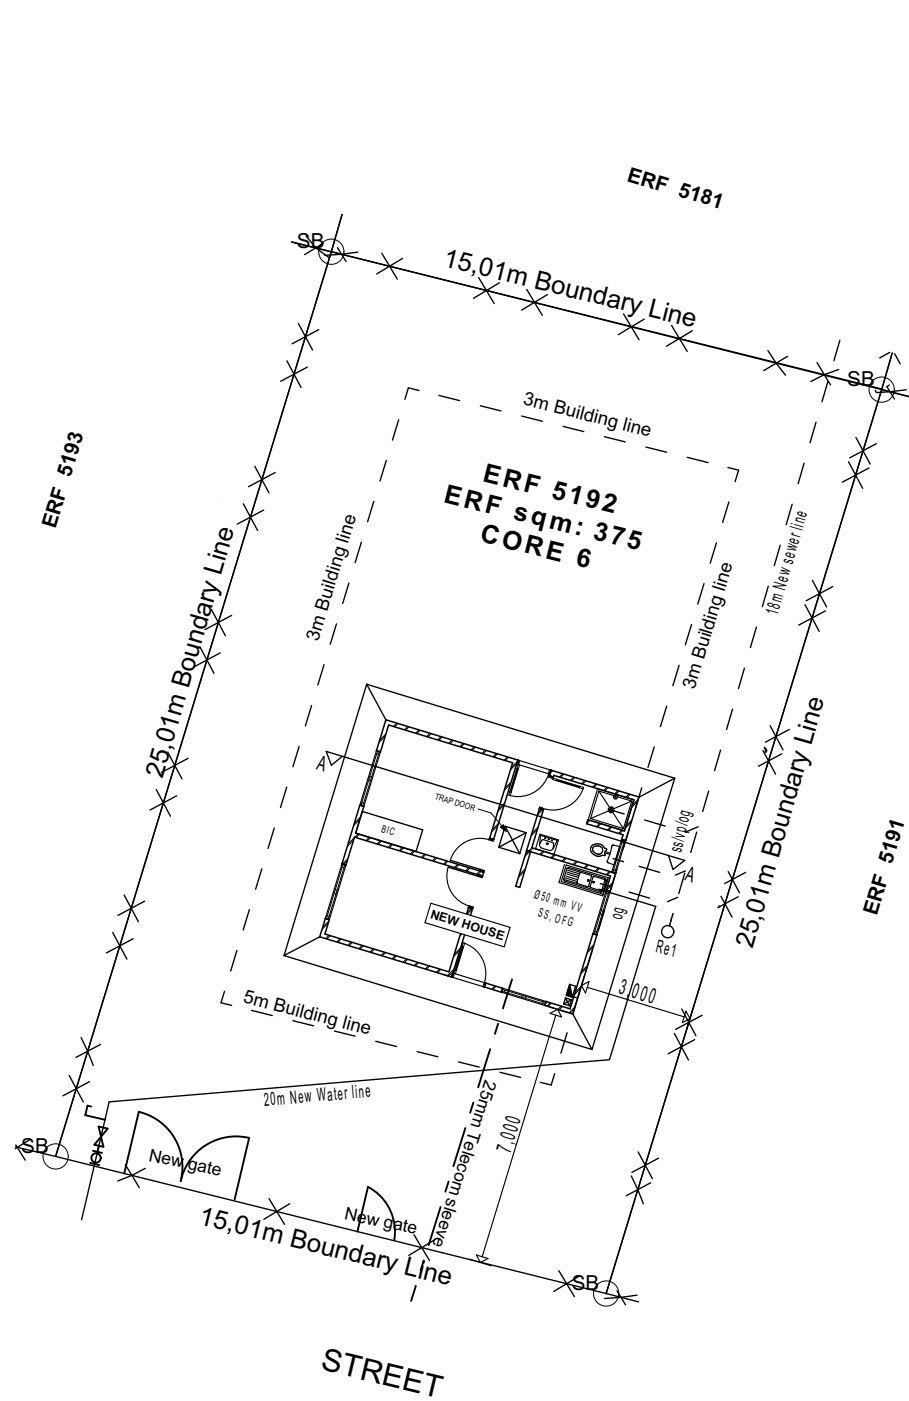 ERF 5181
SB
15,01m Boundary Line
SB
3m Building line
ERF 5193
ERF 5192
ERF sqm: 375
CORE 6
18m New sewer line
3m Building line
3m Building line
25,01m Boundary Line
25,01m Boundary Line
A
TRAP DOOR
BIC
ss/vp/og
A
ERF 5191
Ø50 mm VV
SS, OFG
og
NEW HOUSE
Re1
3,000
5m Building line
20m New Water line
25mm Telecom sleeve
7,000
SB
New gate
New gate
15,01m Boundary Line
SB
STREET